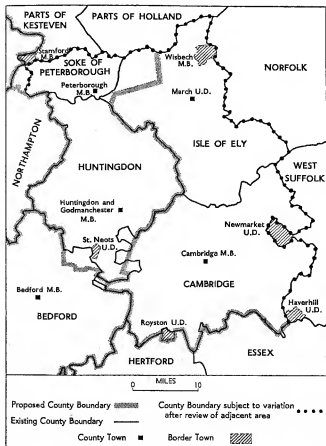 PARTS OF
KESTEVEN
PARTS OF HOLLAND
Stamford
M.B.
SOKE OF
PETERBOROUGH
Peterborough
M.B.
Wisbech
M.B.
NORFOLK
March U.D.
NORTHAMPTON
HUNTINGDON
ISLE OF ELY
WEST
SUFFOLK
Huntingdon and
Godmanchester
M.B.
St. Neots
U.D.
Newmarket
U.D.
Cambridge M.B.
Bedford M.B.
CAMBRIDGE
BEDFORD
Haverhill
U.D.
Royston U.D.
HERTFORD
ESSEX
0 MILES 10
Proposed County Boundary
County Boundary subject to variation
after review of adjacent area
Existing County Boundary
County Town
Border Town